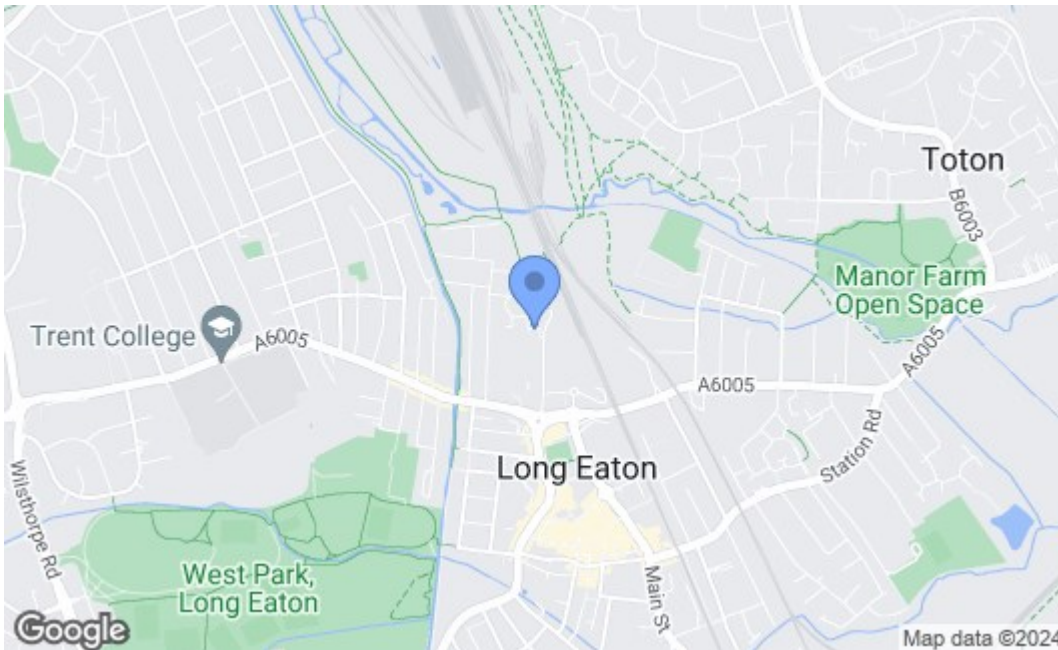 Toton
B6003
Manor Farm
Open Space
Trent College
A6005
A6005
A6005
Long Eaton
Station Rd
Wilsthorpe Rd
West Park,
Long Eaton
Main St
Google
Map data ©2024